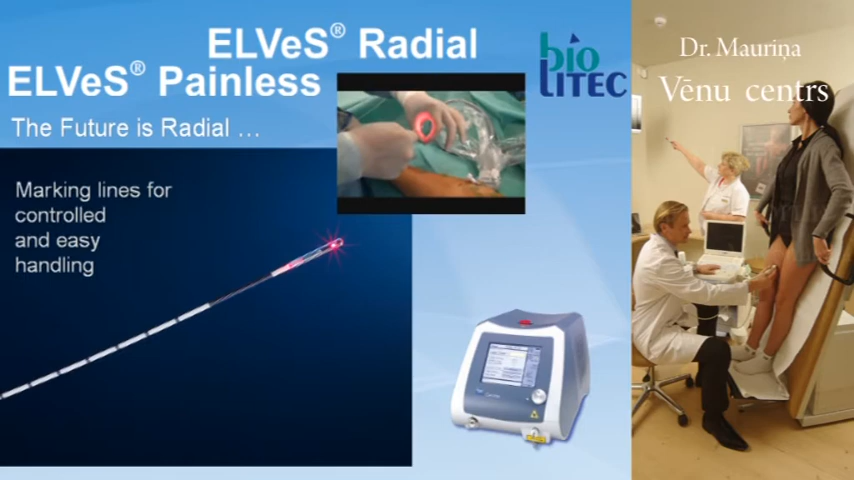 ELVeS® Radial
ELVeS® Painless
The Future is Radial ...
Marking lines for
controlled
and easy
handling
bio
LITEC
Dr. Mauriņa
Vēnu centrs